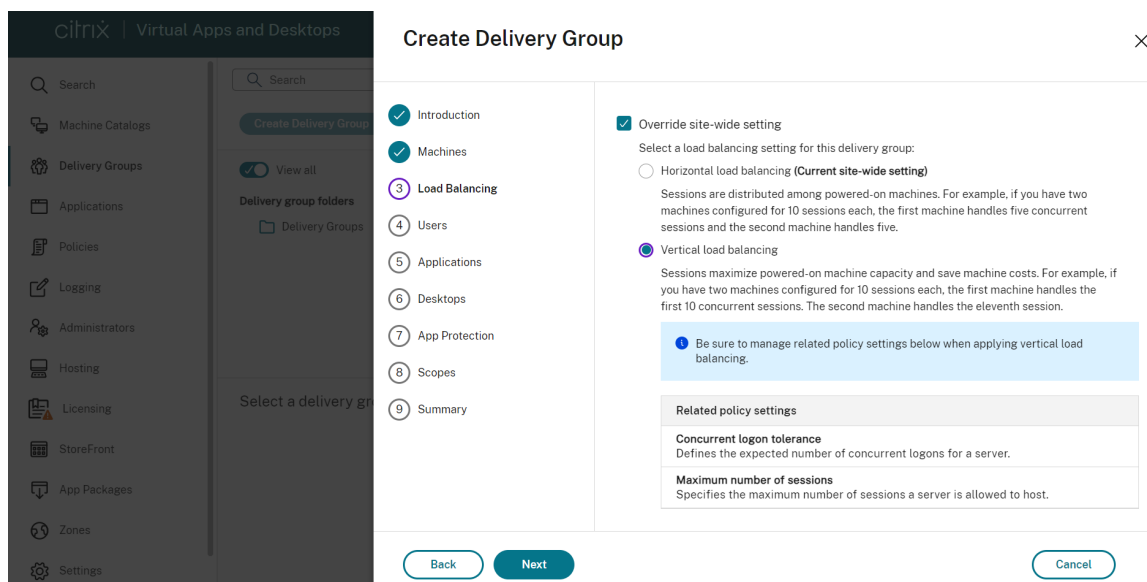 citrix | Virtual Apps and Desktops
Search
Machine Catalogs
Delivery Groups
Applications
Policies
Logging
Administrators
Hosting
Licensing
StoreFront
App Packages
Zones
Settings
Search
Create Delivery Group
View all
Delivery group folders
Delivery Groups
Select a delivery gr
Create Delivery Group
Introduction
Machines
3 Load Balancing
4 Users
5 Applications
6 Desktops
7 App Protection
8 Scopes
9 Summary
Override site-wide setting
Select a load balancing setting for this delivery group:
Horizontal load balancing (Current site-wide setting)
Sessions are distributed among powered-on machines. For example, if you have two
machines configured for 10 sessions each, the first machine handles five concurrent
sessions and the second machine handles five.
Vertical load balancing
Sessions maximize powered-on machine capacity and save machine costs. For example, if
you have two machines configured for 10 sessions each, the first machine handles the
first 10 concurrent sessions. The second machine handles the eleventh session.
Be sure to manage related policy settings below when applying vertical load
balancing.
Related policy settings
Concurrent logon tolerance
Defines the expected number of concurrent logons for a server.
Maximum number of sessions
Specifies the maximum number of sessions a server is allowed to host.
Back
Next
Cancel